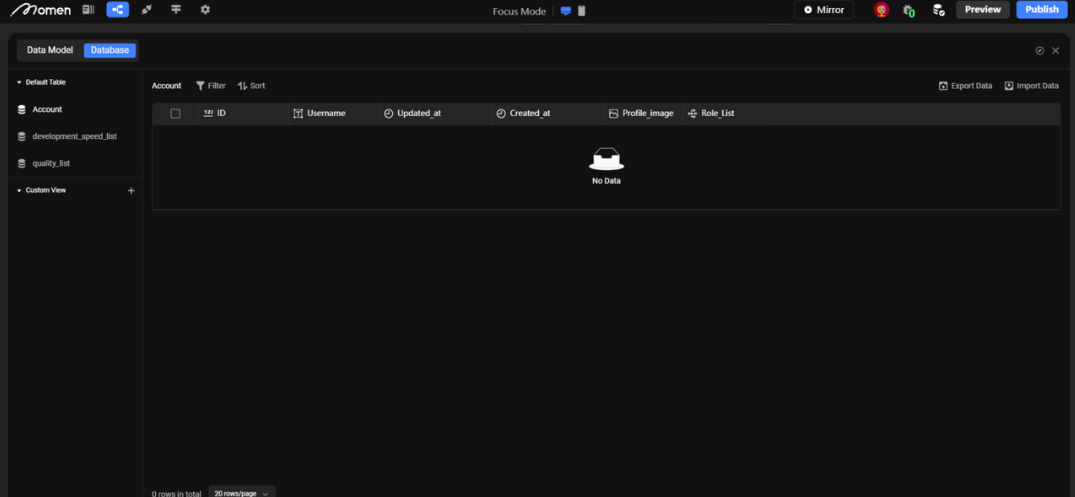 Momen Focus Mode Mirror 0 Preview Publish
Data Model Database
Default Table
Account Filter Sort Export Data Import Data
Account
development_speed_list
quality_list
Custom View +
123 ID T Username Updated_at Created_at Profile_image Role_List
No Data
0 rows in total 20 rows/page